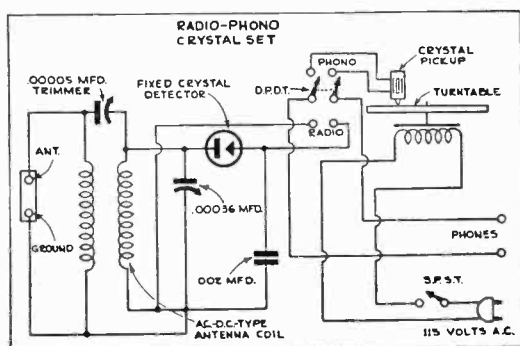 RADIO-PHONO
CRYSTAL SET
.00005 MFD.
TRIMMER
FIXED CRYSTAL
DETECTOR
PHONO
D.P.D.T.
CRYSTAL
PICKUP
TURNTABLE
RADIO
ANT.
GROUND
.00036 MFD.
.002 MFD.
PHONES
AC.-D.C.-TYPE
ANTENNA COIL
S.P.S.T.
115 VOLTS A.C.